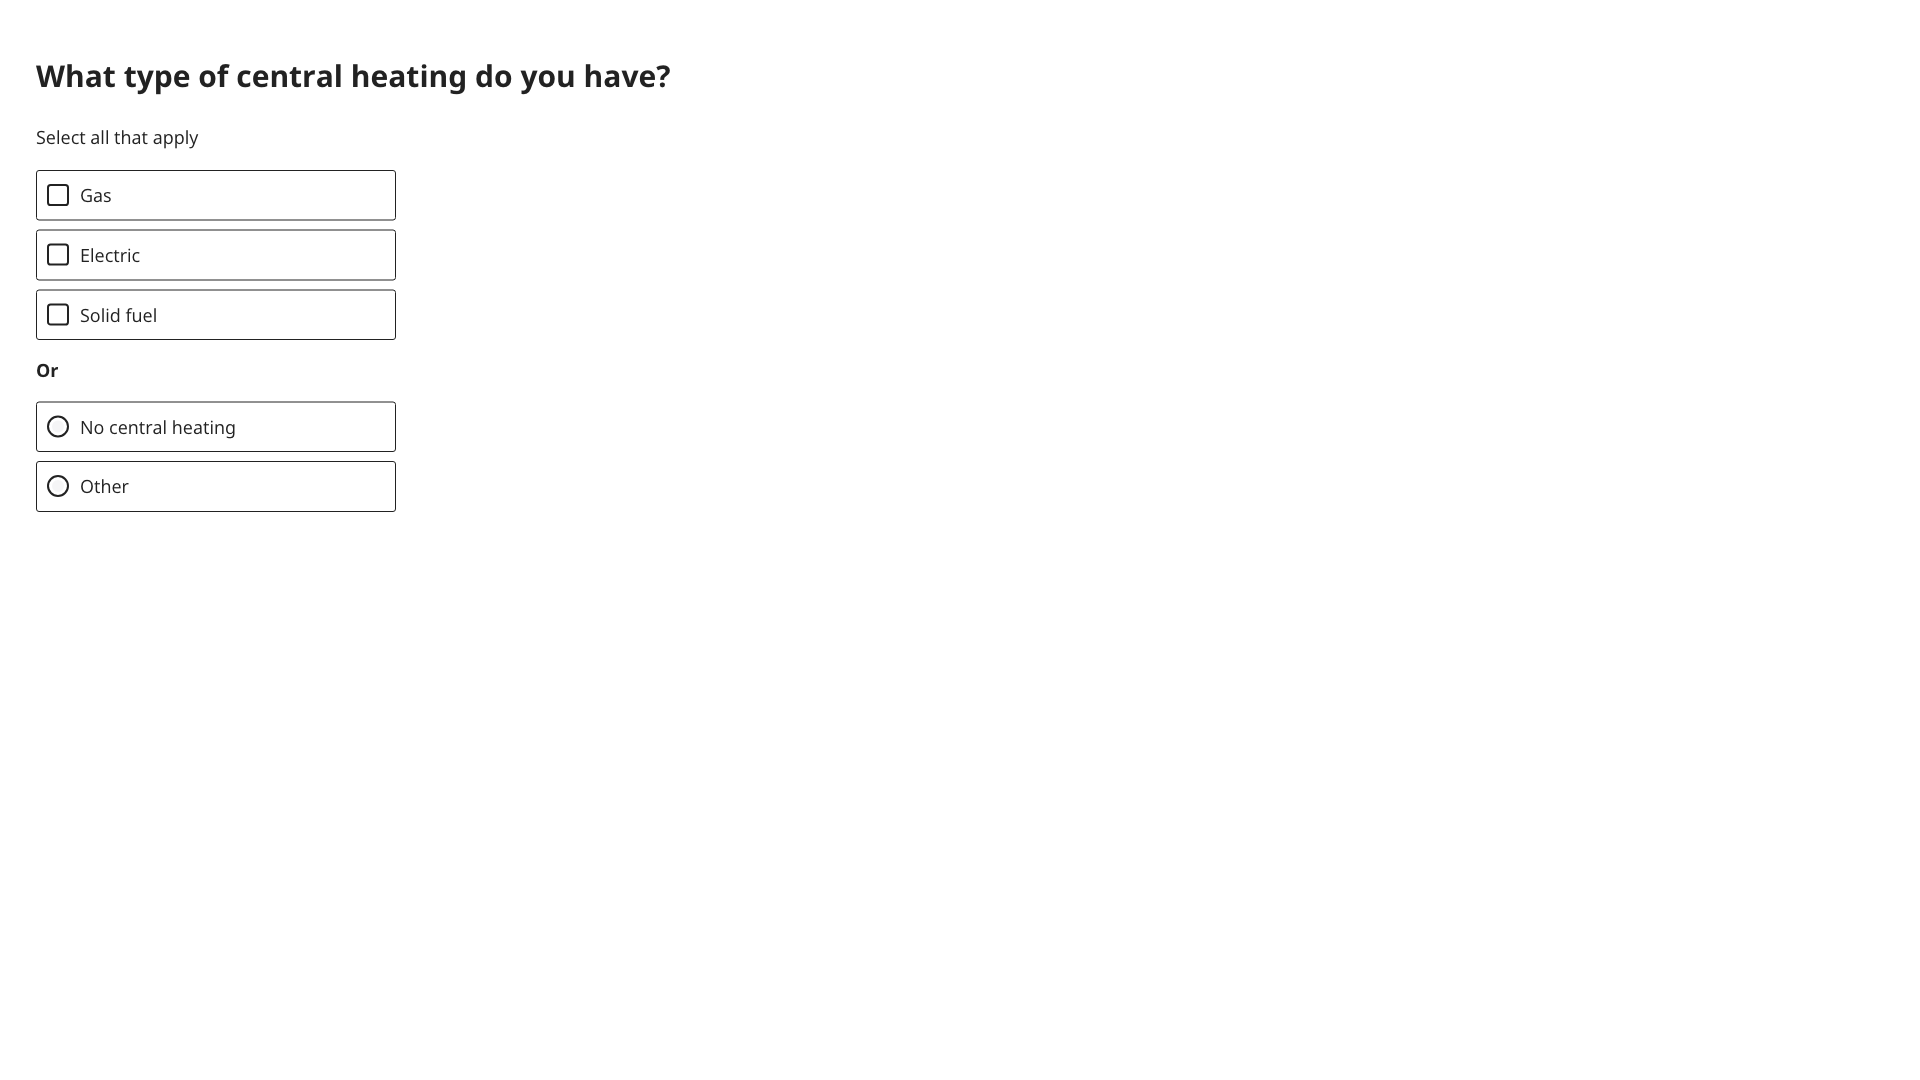 What type of central heating do you have?
Select all that apply
Gas
Electric
Solid fuel
Or
No central heating
Other